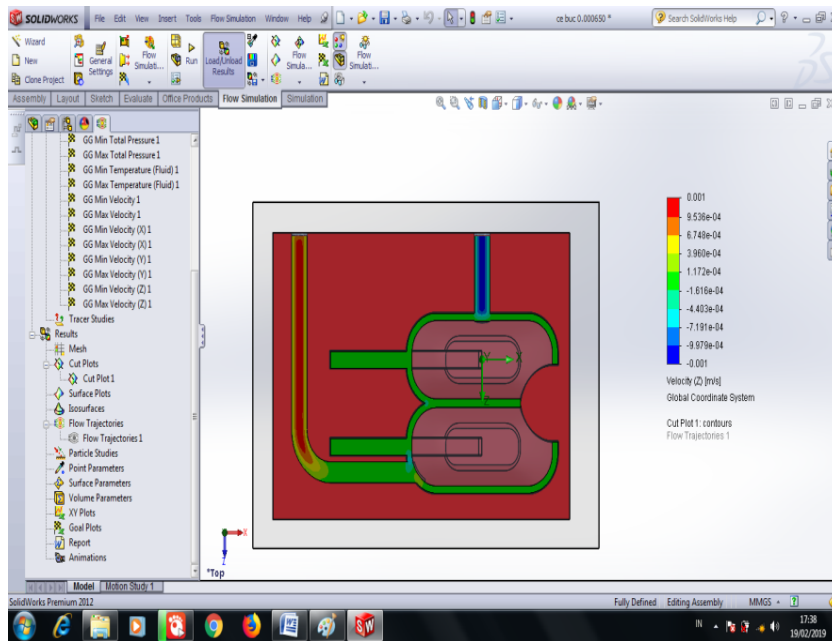 SOLIDWORKS File Edit View Insert Tools Flow Simulation Window Help ce buc 0.000650 * Search SolidWorks Help
Wizard
New
Clone Project
General Settings
Flow Simulati...
Run
Load/Unload Results
Flow Simula...
Flow Simulati...
Assembly Layout Sketch Evaluate Office Products Flow Simulation Simulation
GG Min Total Pressure 1
GG Max Total Pressure 1
GG Min Temperature (Fluid) 1
GG Max Temperature (Fluid) 1
GG Min Velocity 1
GG Max Velocity 1
GG Min Velocity (X) 1
GG Max Velocity (X) 1
GG Min Velocity (Y) 1
GG Max Velocity (Y) 1
GG Min Velocity (Z) 1
GG Max Velocity (Z) 1
Tracer Studies
Results
Mesh
Cut Plots
Cut Plot 1
Surface Plots
Isosurfaces
Flow Trajectories
Flow Trajectories 1
Particle Studies
Point Parameters
Surface Parameters
Volume Parameters
XY Plots
Goal Plots
Report
Animations
0.001
9.536e-04
6.748e-04
3.960e-04
1.172e-04
-1.616e-04
-4.403e-04
-7.191e-04
-9.979e-04
-0.001
Velocity (Z) [m/s]
Global Coordinate System
Cut Plot 1: contours
Flow Trajectories 1
Y X
Z
X
Z
*Top
Model Motion Study 1
SolidWorks Premium 2012 Fully Defined Editing Assembly MMGS
IN 17:38
19/02/2019